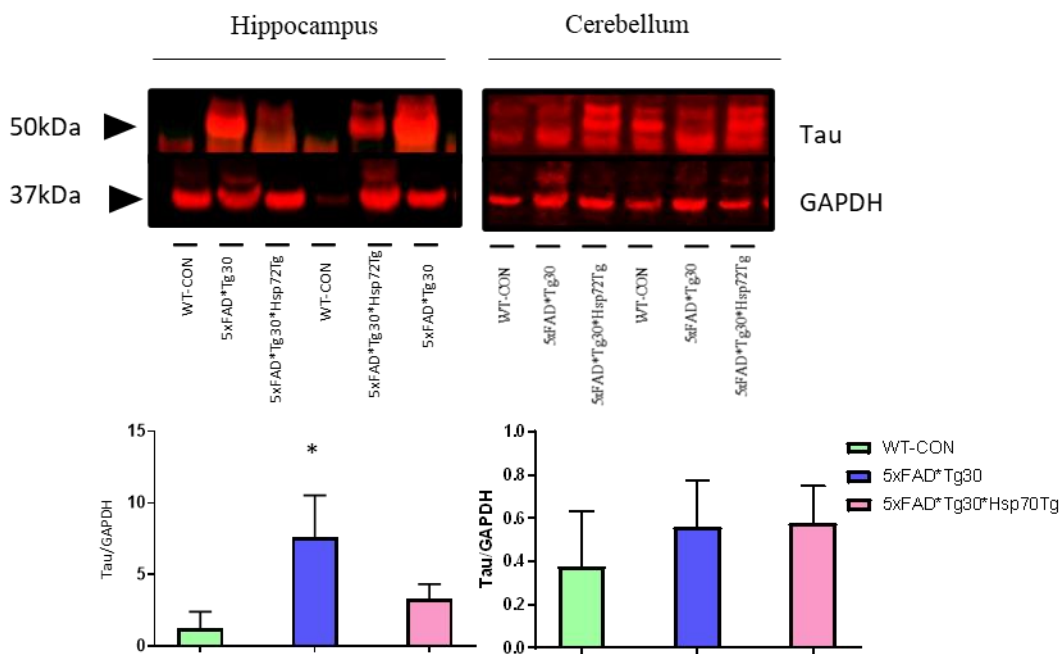 Hippocampus
Cerebellum
50kDa
Tau
37kDa
GAPDH
WT-CON
5xFAD*Tg30
5xFAD*Tg30*Hsp72Tg
WT-CON
5xFAD*Tg30*Hsp72Tg
5xFAD*Tg30
WT-CON
5xFAD*Tg30
5xFAD*Tg30*Hsp72Tg
WT-CON
5xFAD*Tg30
5xFAD*Tg30*Hsp72Tg
Tau/GAPDH
15
10
5
0
*
Tau/GAPDH
1.0
0.8
0.6
0.4
0.2
0.0
WT-CON
5xFAD*Tg30
5xFAD*Tg30*Hsp70Tg